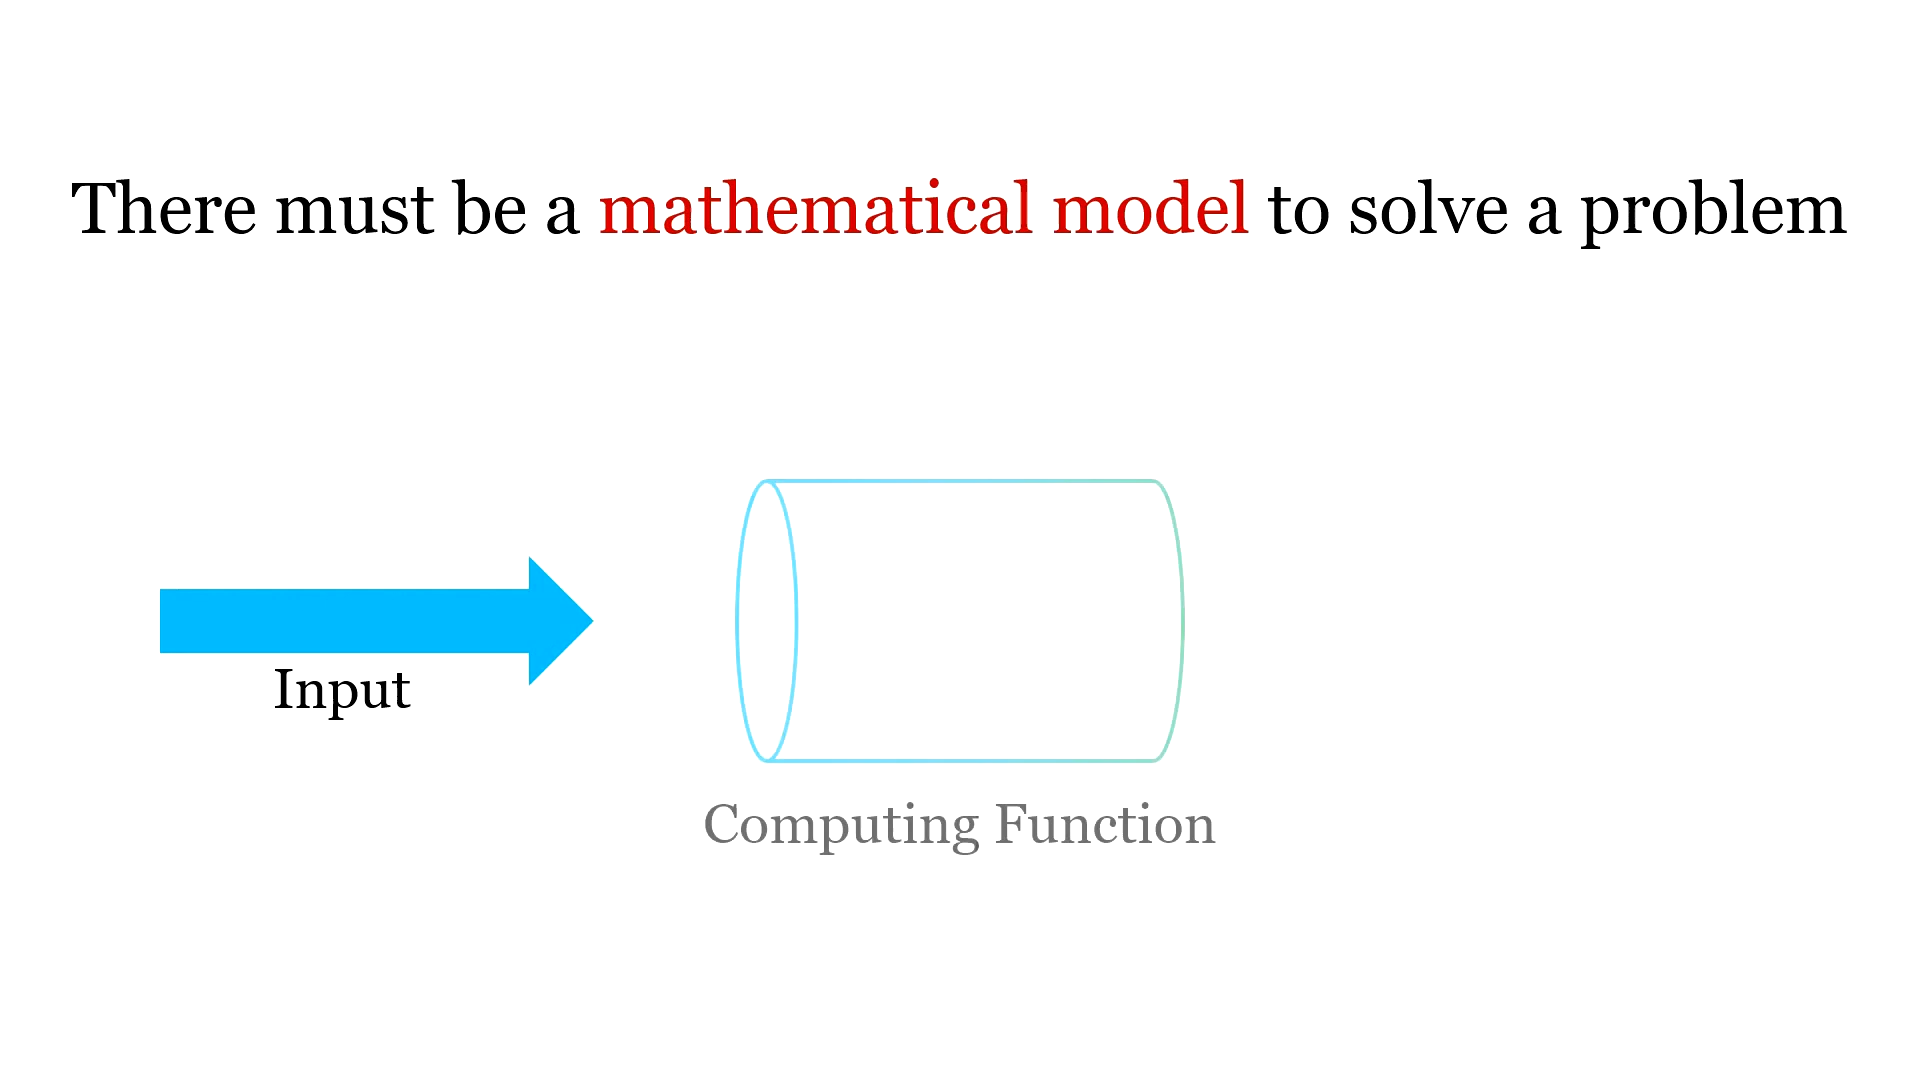 There must be a mathematical model to solve a problem
Input
Computing Function